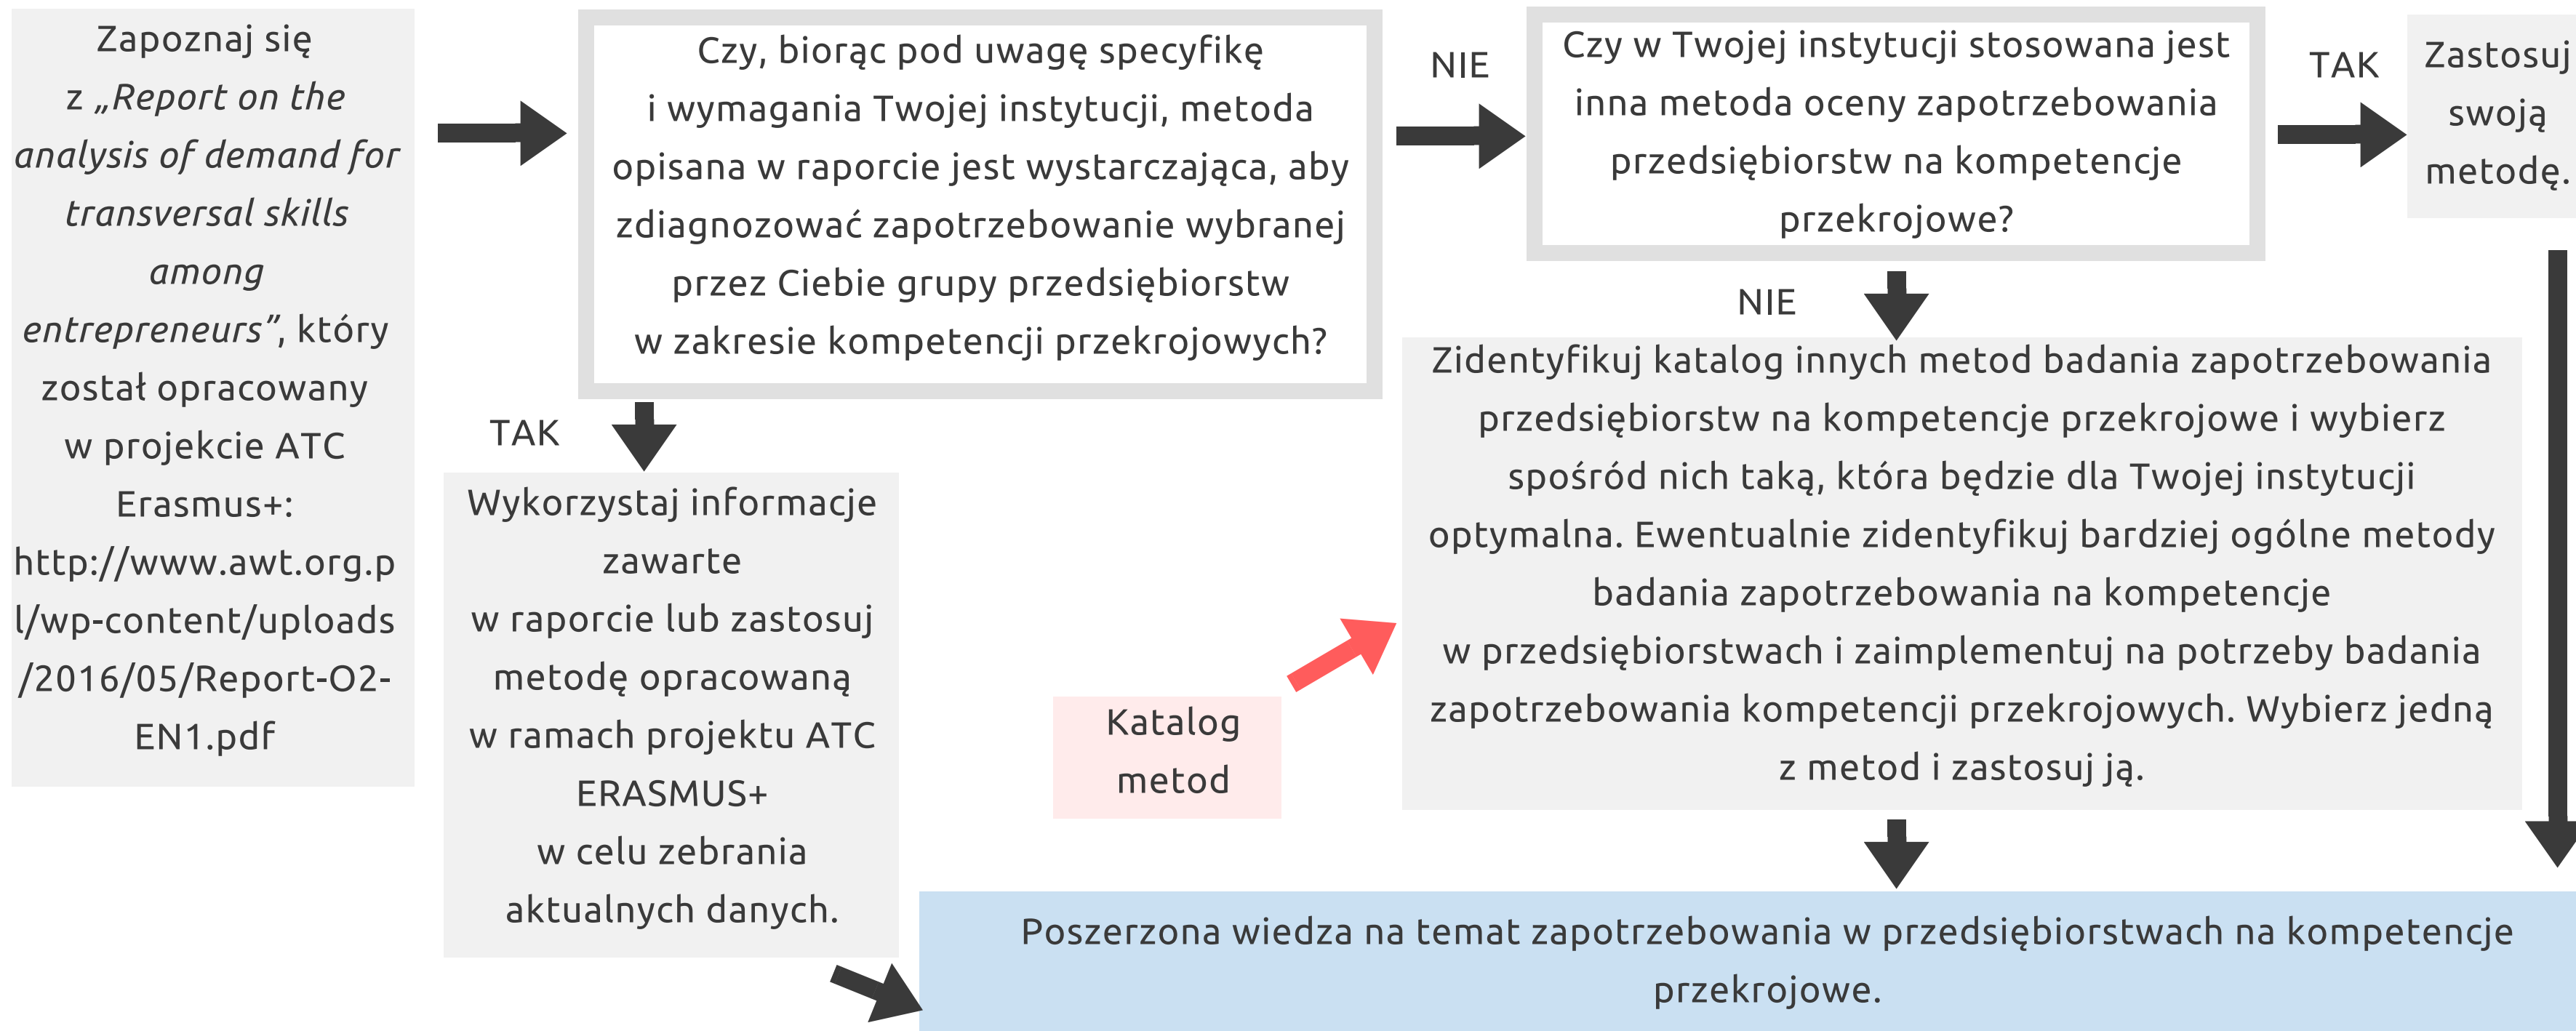 Zapoznaj się
z „Report on the
analysis of demand for
transversal skills
among
entrepreneurs”, który
został opracowany
w projekcie ATC
Erasmus+:
http://www.awt.org.p
l/wp-content/uploads
/2016/05/Report-O2-
EN1.pdf
Czy, biorąc pod uwagę specyfikę
i wymagania Twojej instytucji, metoda
opisana w raporcie jest wystarczająca, aby
zdiagnozować zapotrzebowanie wybranej
przez Ciebie grupy przedsiębiorstw
w zakresie kompetencji przekrojowych?
NIE
Czy w Twojej instytucji stosowana jest
inna metoda oceny zapotrzebowania
przedsiębiorstw na kompetencje
przekrojowe?
TAK
Zastosuj
swoją
metodę.
TAK
Wykorzystaj informacje
zawarte
w raporcie lub zastosuj
metodę opracowaną
w ramach projektu ATC
ERASMUS+
w celu zebrania
aktualnych danych.
NIE
Zidentyfikuj katalog innych metod badania zapotrzebowania
przedsiębiorstw na kompetencje przekrojowe i wybierz
spośród nich taką, która będzie dla Twojej instytucji
optymalna. Ewentualnie zidentyfikuj bardziej ogólne metody
badania zapotrzebowania na kompetencje
w przedsiębiorstwach i zaimplementuj na potrzeby badania
zapotrzebowania kompetencji przekrojowych. Wybierz jedną
z metod i zastosuj ją.
Katalog
metod
Poszerzona wiedza na temat zapotrzebowania w przedsiębiorstwach na kompetencje
przekrojowe.